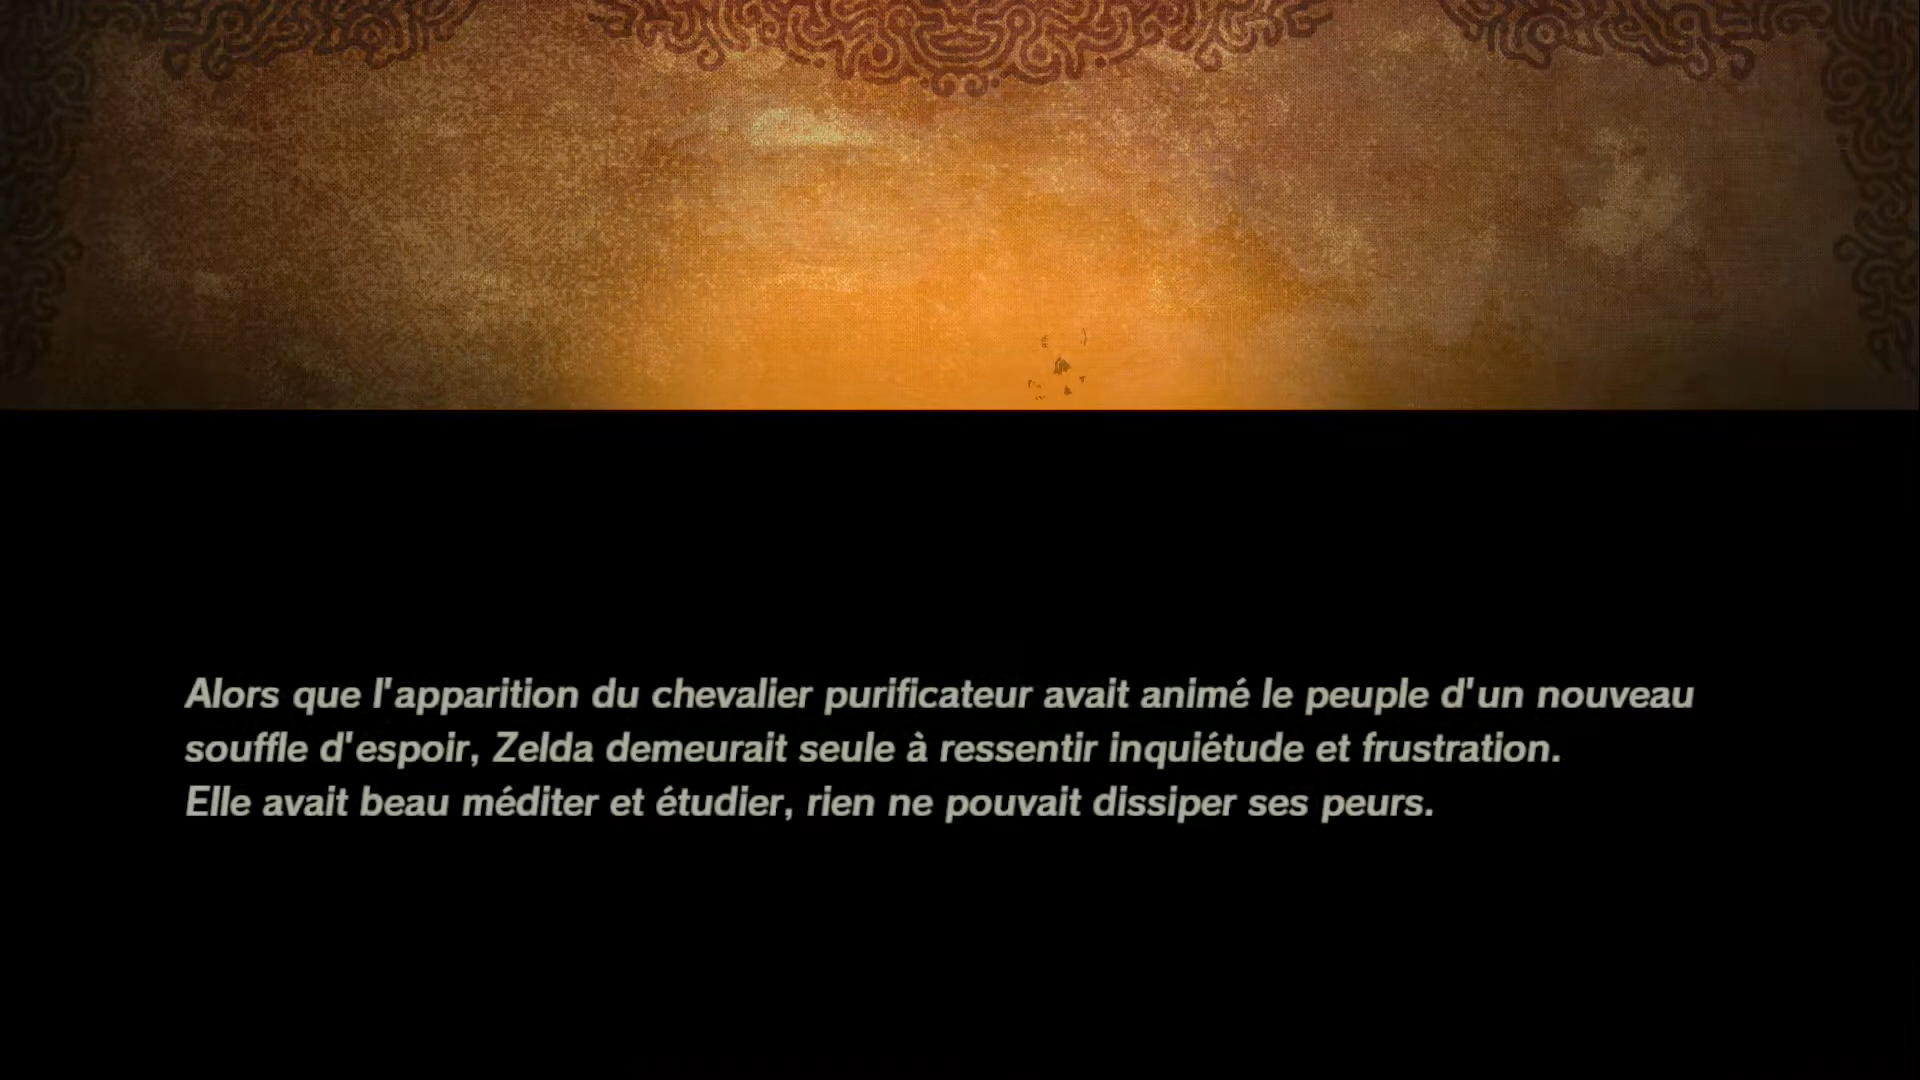 Alors que l'apparition du chevalier purificateur avait animé le peuple d'un nouveau
souffle d'espoir, Zelda demeurait seule à ressentir inquiétude et frustration.
Elle avait beau méditer et étudier, rien ne pouvait dissiper ses peurs.